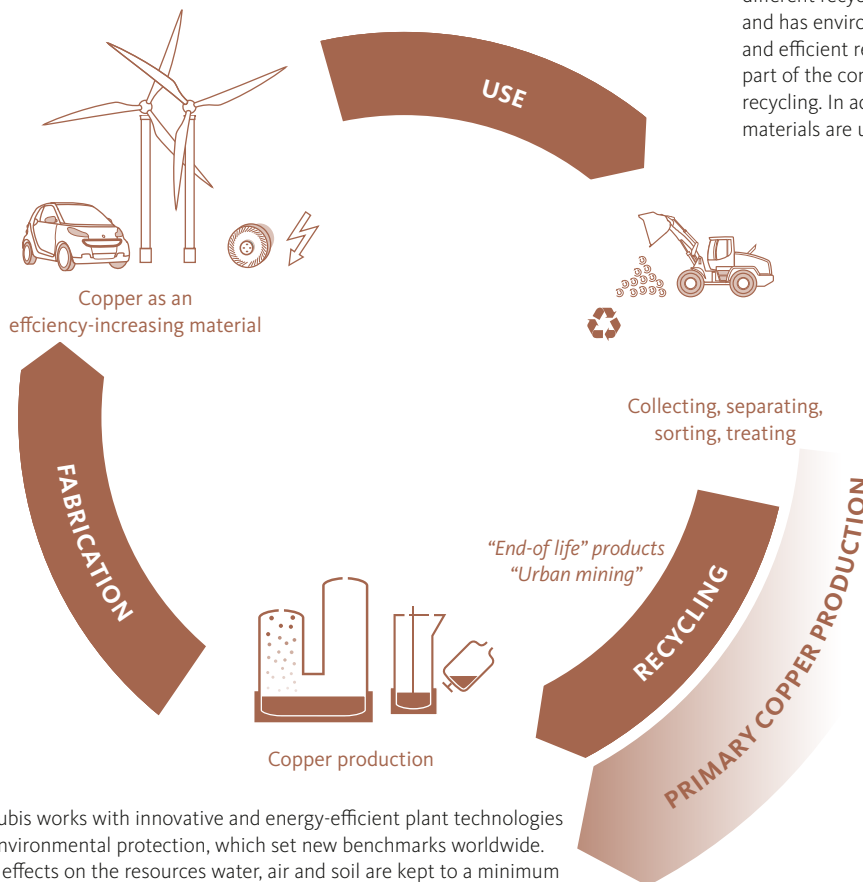 different recycl
and has enviro
and efficient re
part of the
recycling. In
materials are u
USE
Copper as an
effciency-increasing material
Collecting, separating,
sorting, treating
FABRICATION
“End-of life” products
“Urban mining”
RECYCLING
PRIMARY COPPER PRODUCTION
Copper production
ubis works with innovative and energy-efficient plant technologies
nvironmental protection, which set new benchmarks worldwide.
effects on the resources water, air and soil are kept to a minimum